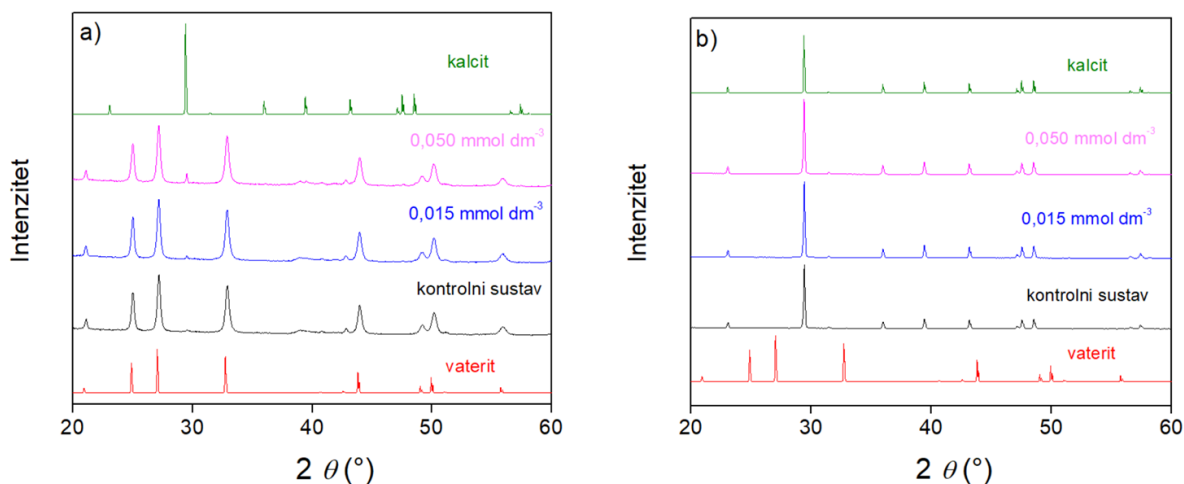 a)
kalcit
0,050 mmol dm⁻³
0,015 mmol dm⁻³
kontrolni sustav
vaterit
Intenzitet
20 30 40 50 60
2 θ (°)
b)
kalcit
0,050 mmol dm⁻³
0,015 mmol dm⁻³
kontrolni sustav
vaterit
Intenzitet
20 30 40 50 60
2 θ (°)